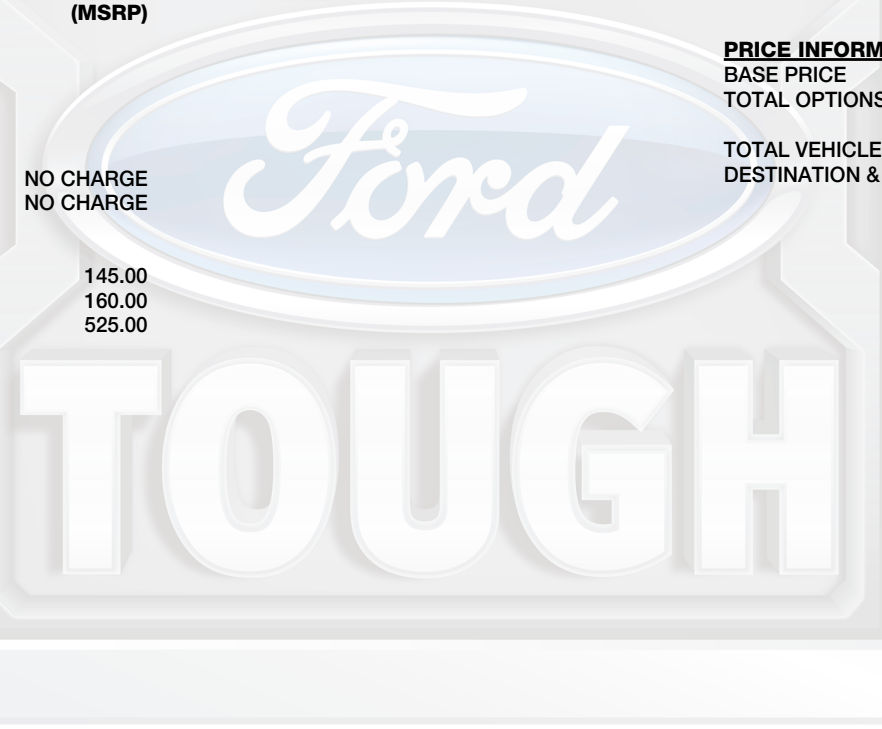 (MSRP)
PRICE INFORM
BASE PRICE
TOTAL OPTIONS
TOTAL VEHICLE
DESTINATION &
NO CHARGE
NO CHARGE
145.00
160.00
525.00
Ford
TOUGH